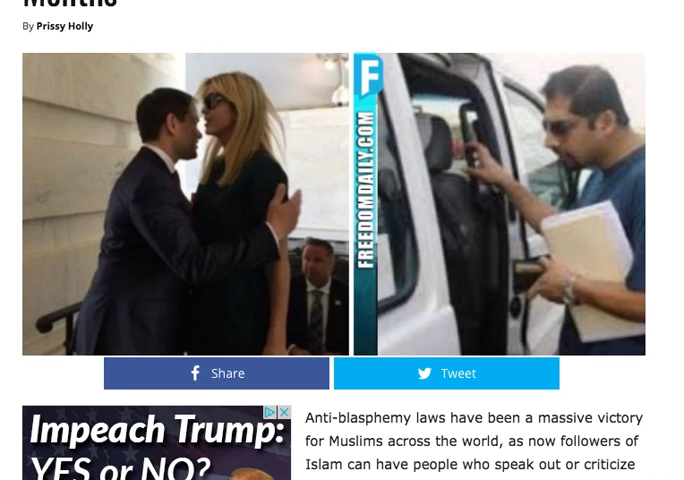 Months
By Prissy Holly
F
FREEDOMDAILY.COM
Share
Tweet
Impeach Trump:
YES or NO?
Anti-blasphemy laws have been a massive victory
for Muslims across the world, as now followers of
Islam can have people who speak out or criticize